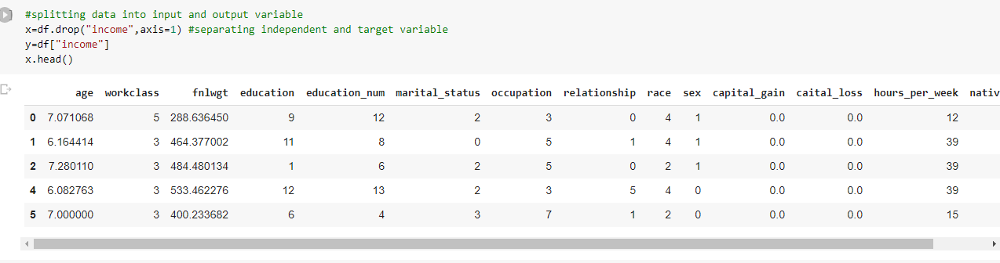 #splitting data into input and output variable
x=df.drop("income",axis=1) #separating independent and target variable
y=df["income"]
x.head()
age workclass fnlwgt education education_num marital_status occupation relationship race sex capital_gain caital_loss hours_per_week nativ
0 7.071068 5 288.636450 9 12 2 3 0 4 1 0.0 0.0 12
1 6.164414 3 464.377002 11 8 0 5 1 4 1 0.0 0.0 39
2 7.280110 3 484.480134 1 6 2 5 0 2 1 0.0 0.0 39
4 6.082763 3 533.462276 12 13 2 3 5 4 0 0.0 0.0 39
5 7.000000 3 400.233682 6 4 3 7 1 2 0 0.0 0.0 15